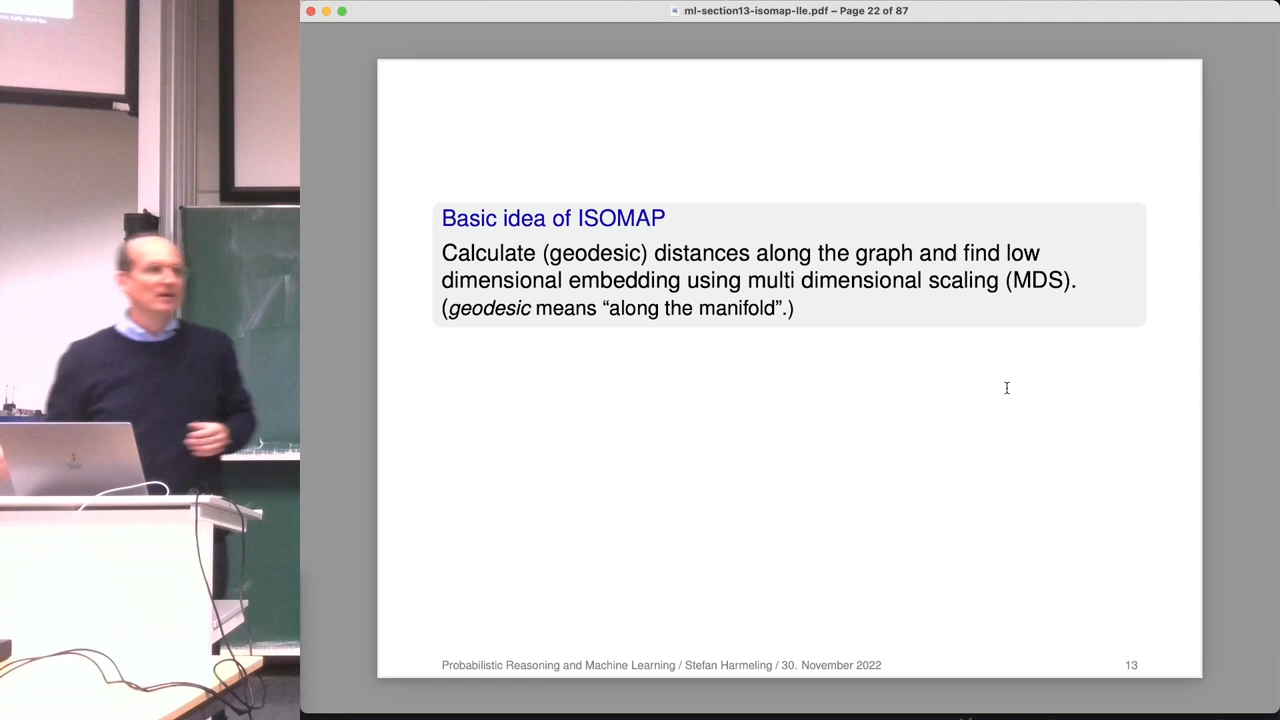 ml-section13-isomap-lle.pdf – Page 22 of 87
Basic idea of ISOMAP
Calculate (geodesic) distances along the graph and find low
dimensional embedding using multi dimensional scaling (MDS).
(geodesic means “along the manifold”.)
Probabilistic Reasoning and Machine Learning / Stefan Harmeling / 30. November 2022
13